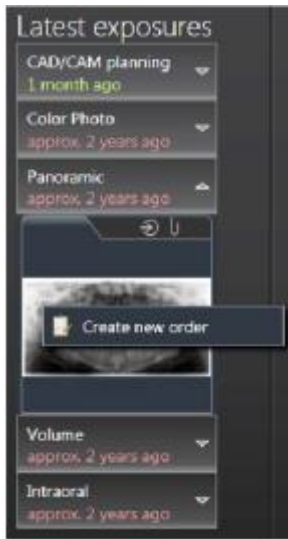 Latest exposures
CAD/CAM planning
1 month ago
Color Photo
approx. 2 years ago
Panoramic
approx. 2 years ago
Create new order
Volume
approx. 2 years ago
Intraoral
approx. 2 years ago